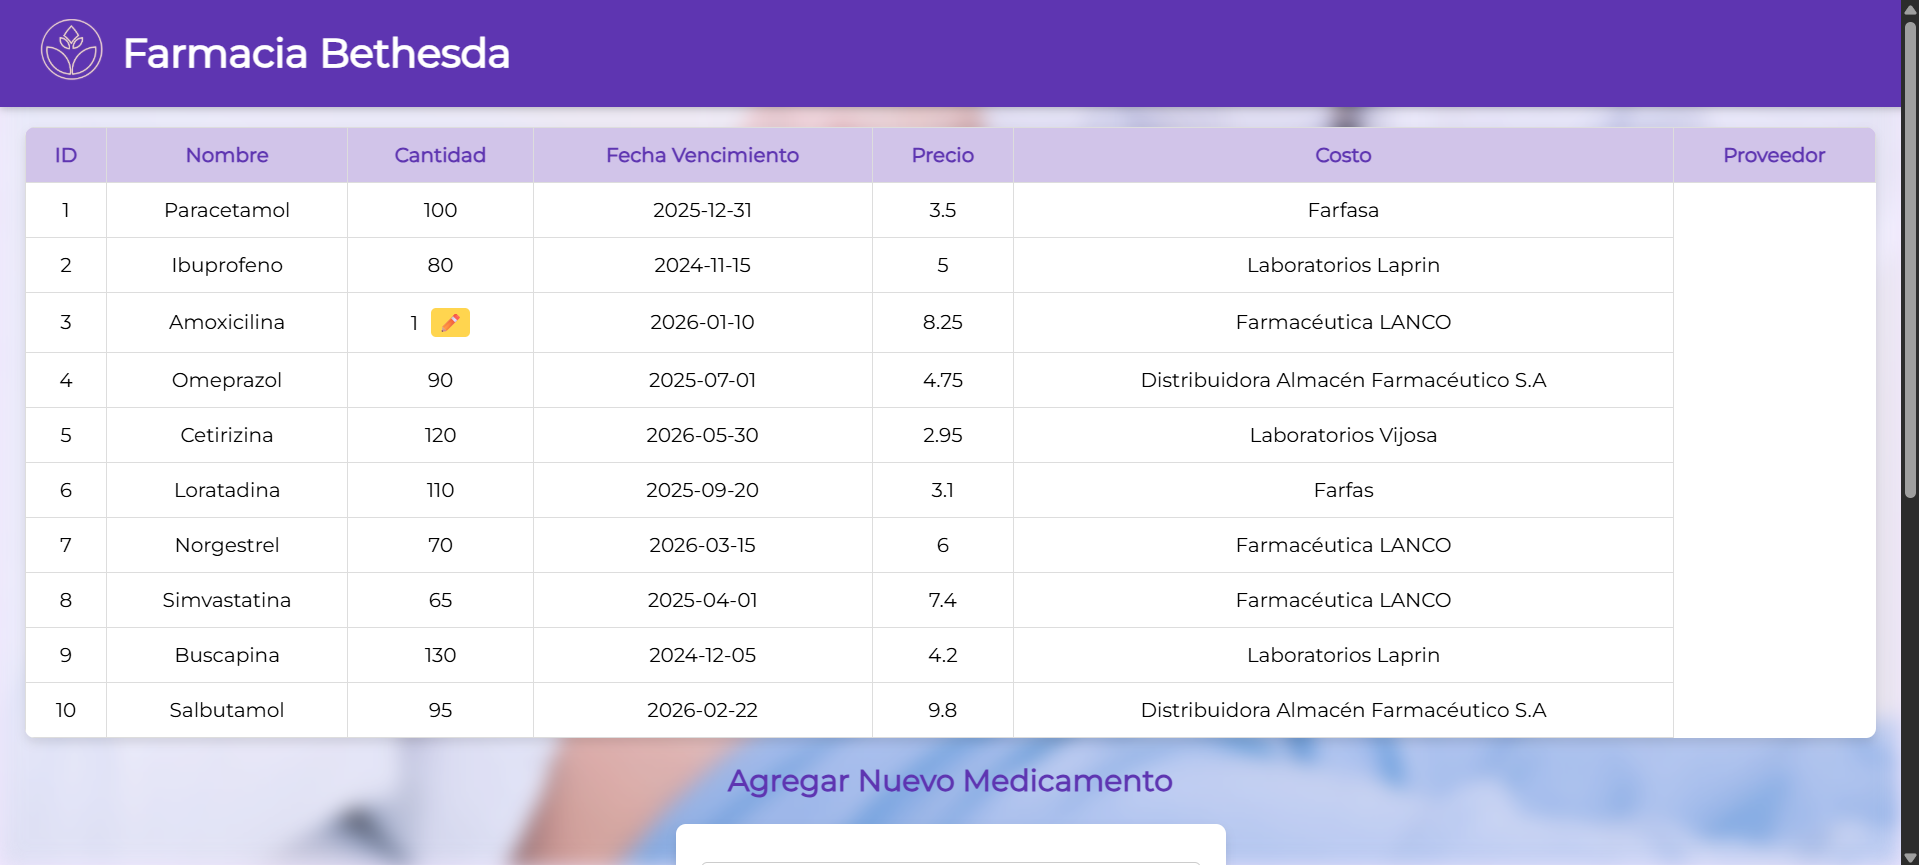 Farmacia Bethesda
ID Nombre Cantidad Fecha Vencimiento Precio Costo Proveedor
1 Paracetamol 100 2025-12-31 3.5 Farfasa
2 Ibuprofeno 80 2024-11-15 5 Laboratorios Laprin
3 Amoxicilina 1 2026-01-10 8.25 Farmacéutica LANCO
4 Omeprazol 90 2025-07-01 4.75 Distribuidora Almacén Farmacéutico S.A
5 Cetirizina 120 2026-05-30 2.95 Laboratorios Vijosa
6 Loratadina 110 2025-09-20 3.1 Farfas
7 Norgestrel 70 2026-03-15 6 Farmacéutica LANCO
8 Simvastatina 65 2025-04-01 7.4 Farmacéutica LANCO
9 Buscapina 130 2024-12-05 4.2 Laboratorios Laprin
10 Salbutamol 95 2026-02-22 9.8 Distribuidora Almacén Farmacéutico S.A
Agregar Nuevo Medicamento